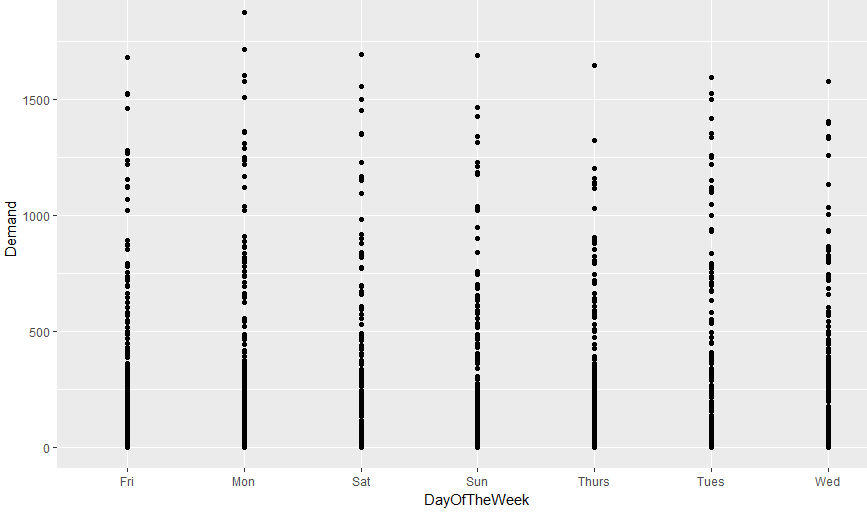 Demand
1500
1000
500
0
Fri Mon Sat Sun Thurs Tues Wed
DayOfTheWeek